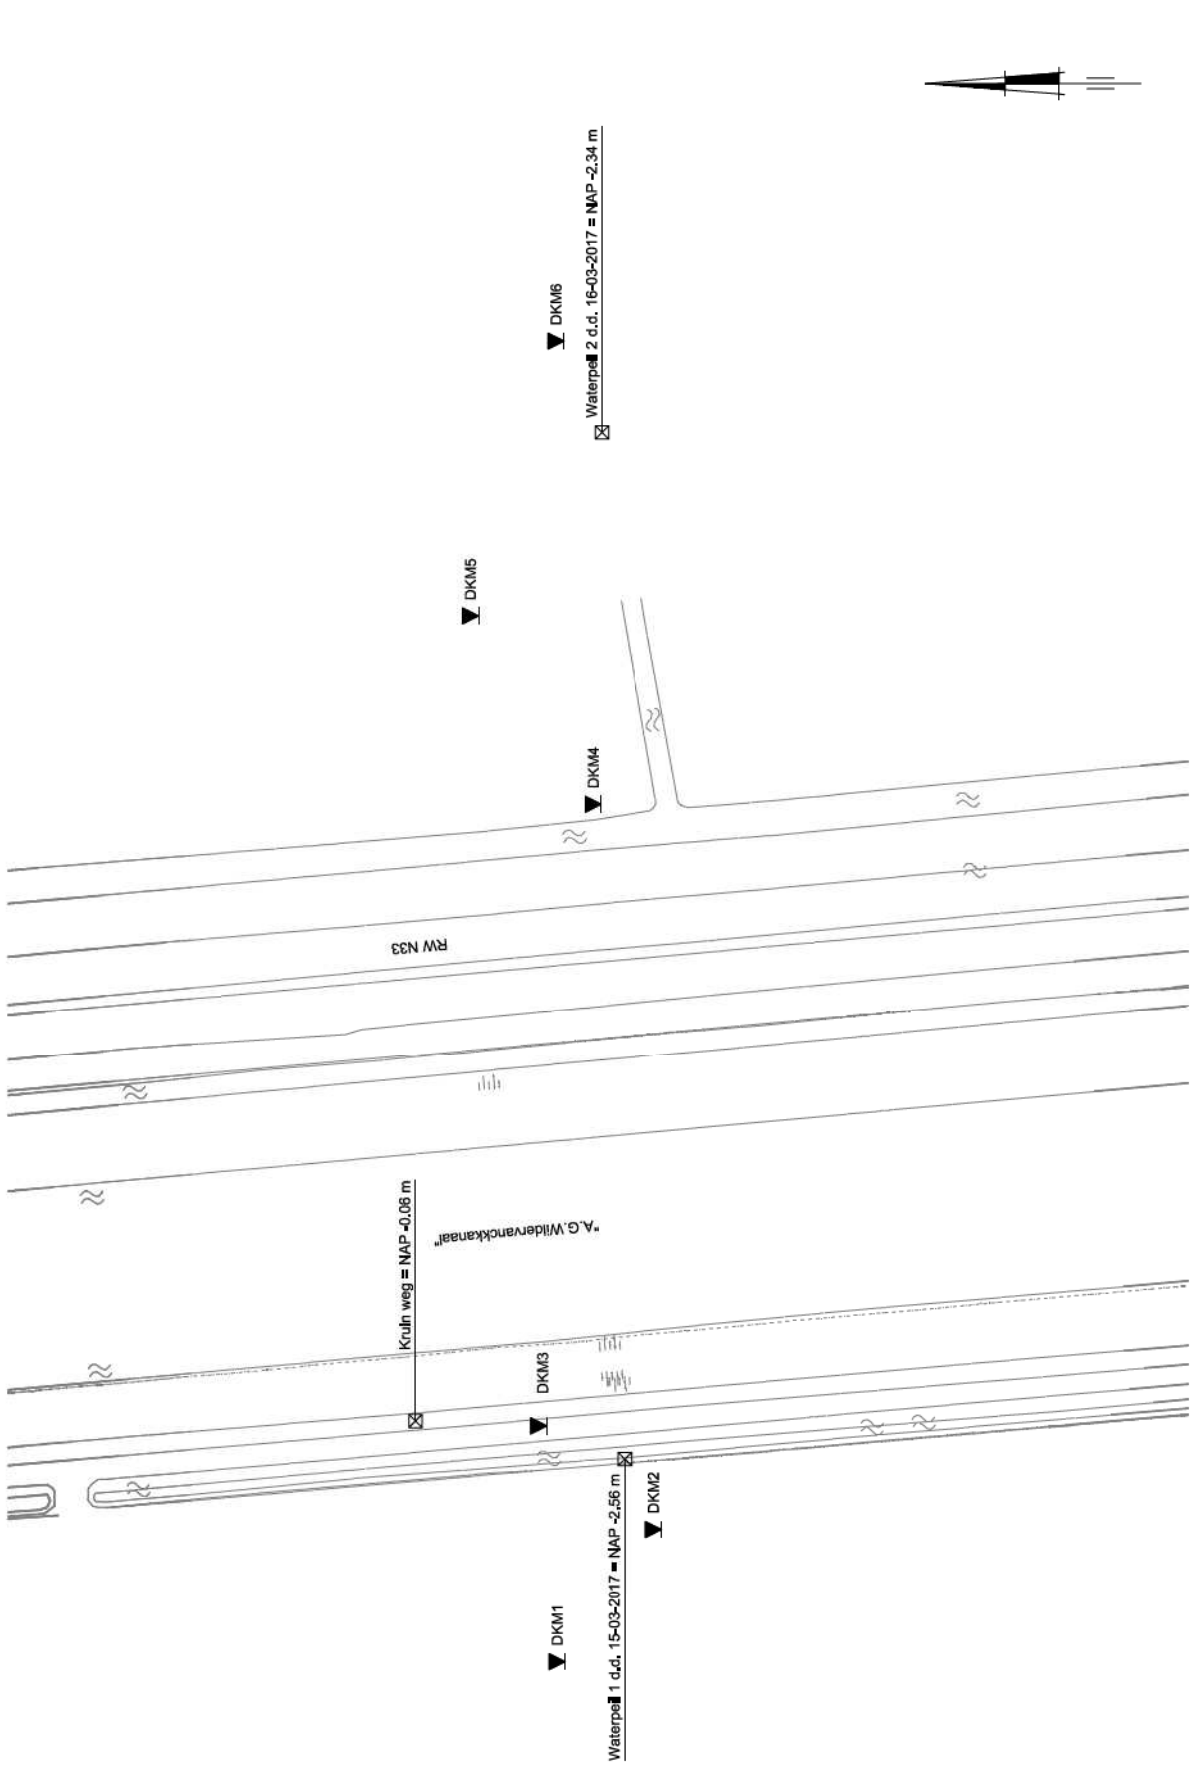 Waterpeil 2 d.d. 16-03-2017 = NAP -2.34 m
DKM6
DKM5
DKM4
RW N33
Kruin weg = NAP -0.06 m
"A.G.Wildervanckkanaal"
DKM3
DKM2
Waterpeil 1 d.d. 15-03-2017 = NAP -2.56 m
DKM1